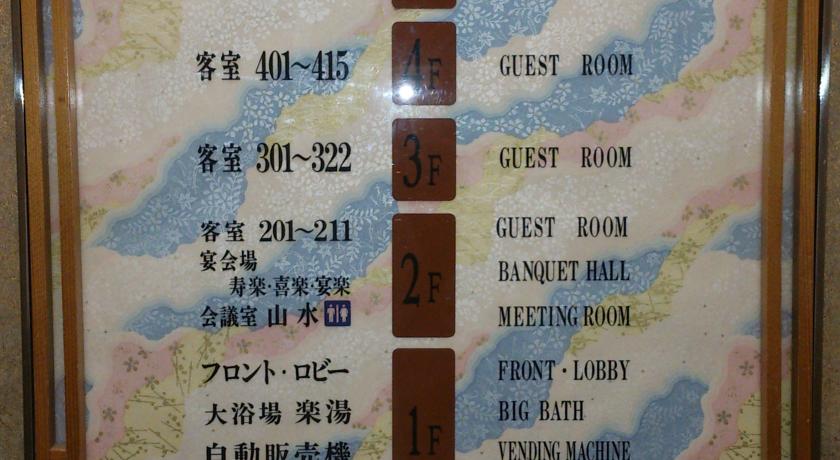 客室 401~415 4F GUEST ROOM
客室 301~322 3F GUEST ROOM
客室 201~211 2F GUEST ROOM
宴会場 BANQUET HALL
寿楽・喜楽・宴楽
会議室 山水 MEETING ROOM
フロント・ロビー 1F FRONT・LOBBY
大浴場 楽湯 BIG BATH
自動販売機 VENDING MACHINE